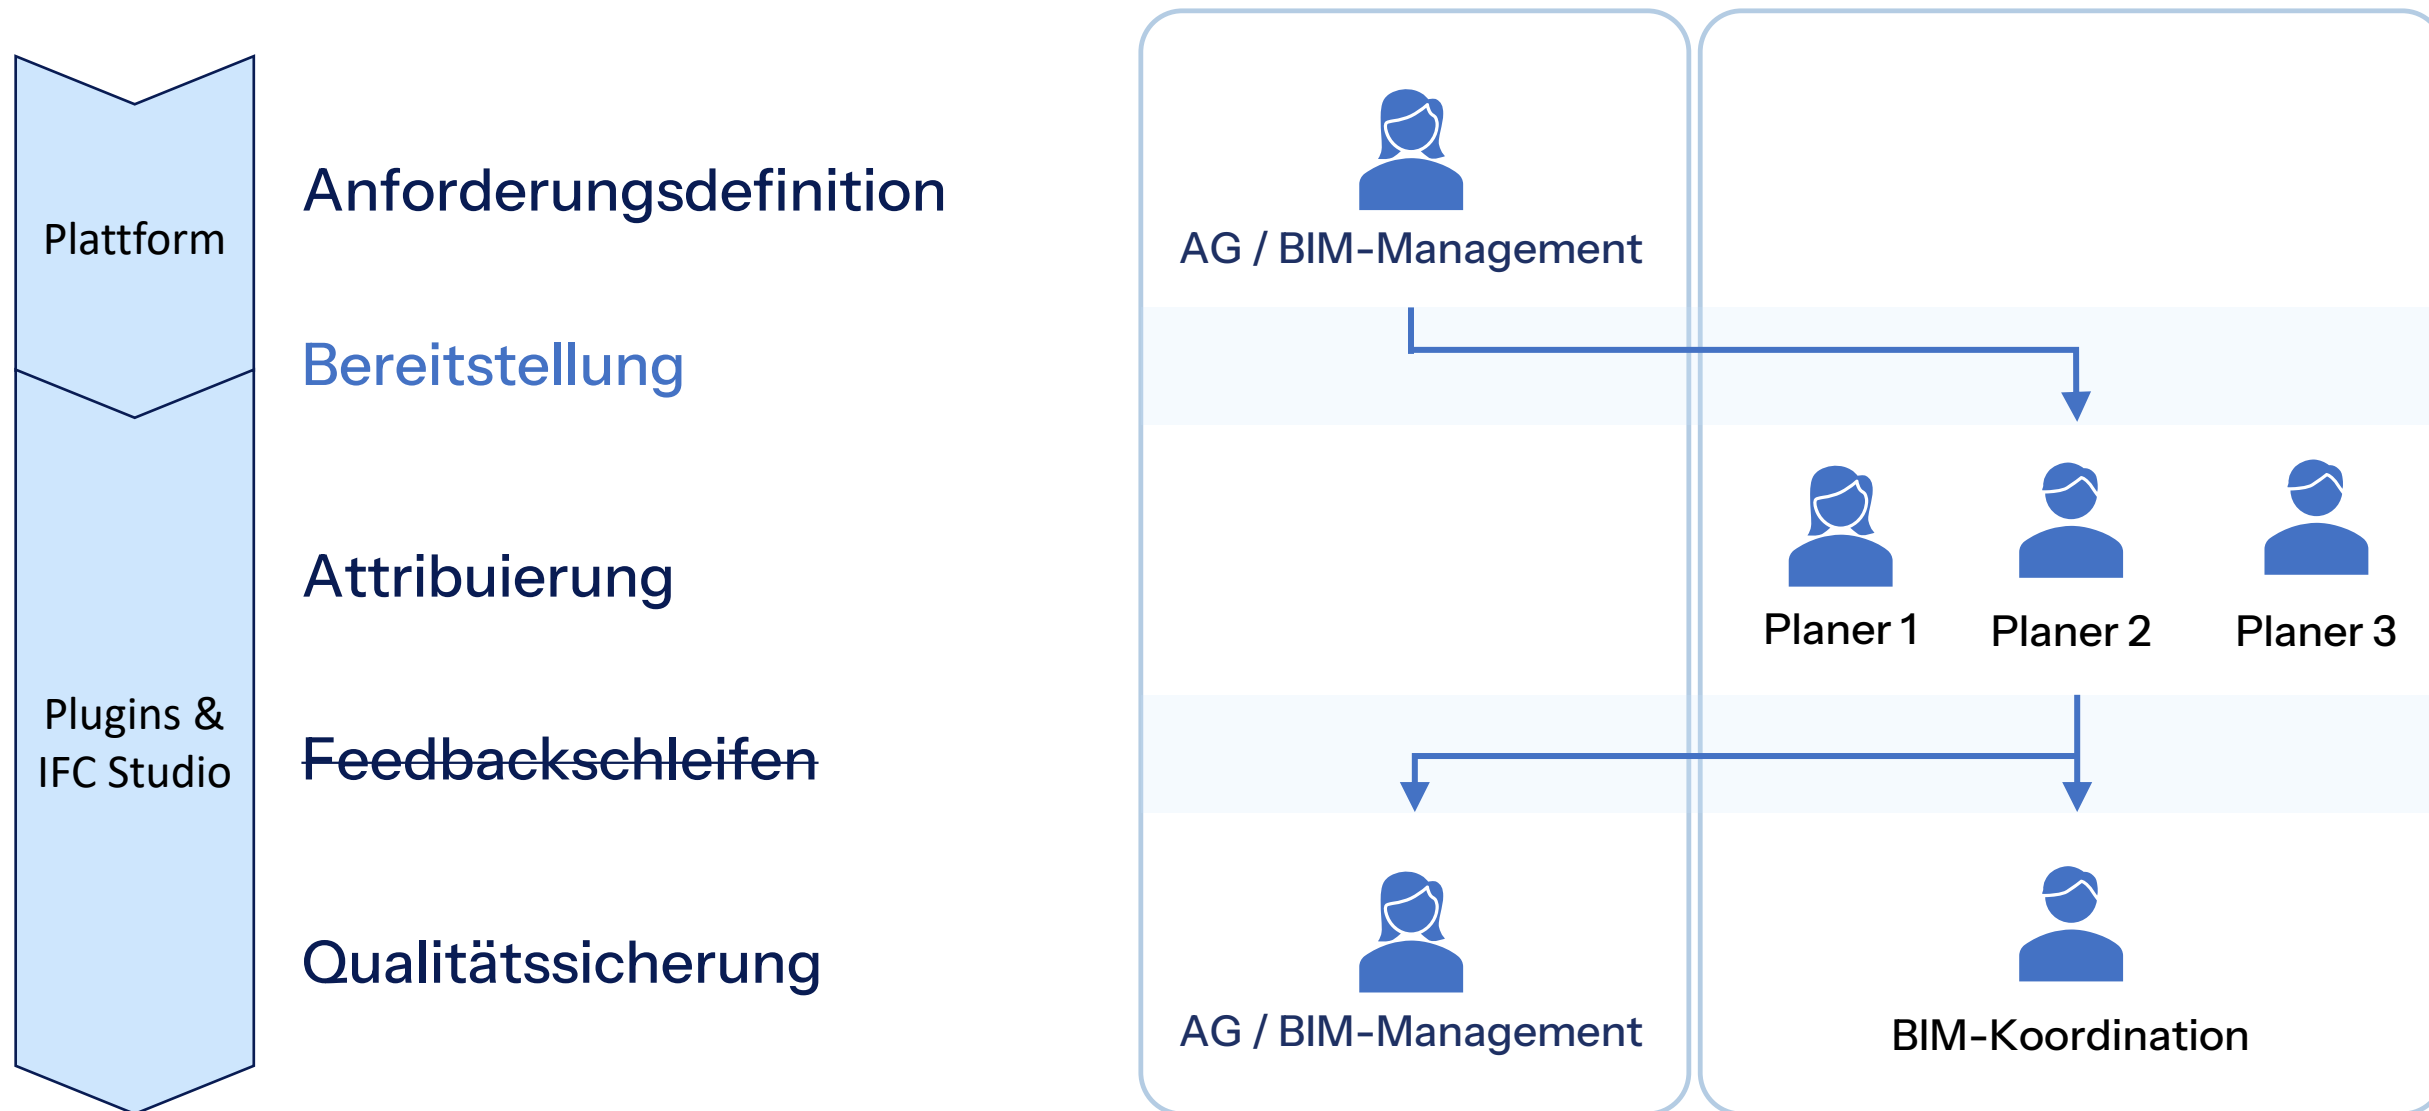 Plattform
Anforderungsdefinition
AG / BIM-Management
Bereitstellung
Attribuierung
Planer 1
Planer 2
Planer 3
Plugins &
IFC Studio
Feedbackschleifen
Qualitätssicherung
AG / BIM-Management
BIM-Koordination